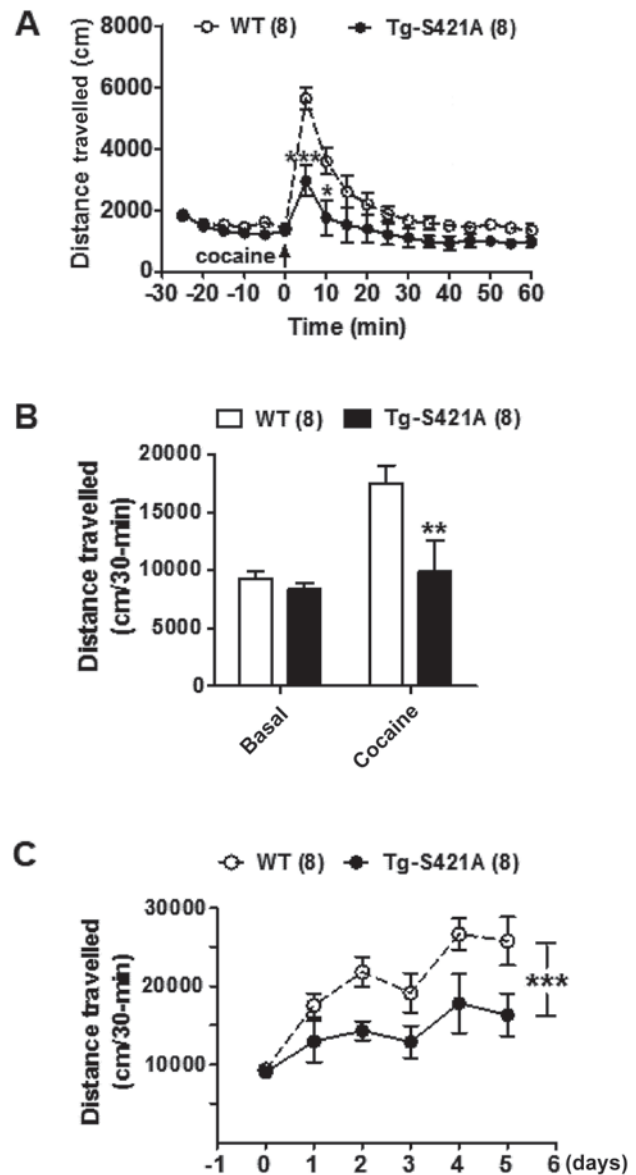 A
WT (8) Tg-S421A (8)
Distance travelled (cm)
8000
6000
4000
2000
0
***
*
cocaine
-30 -20 -10 0 10 20 30 40 50 60
Time (min)
B
WT (8) Tg-S421A (8)
Distance travelled
(cm/30-min)
20000
15000
10000
5000
0
**
Basal
Cocaine
C
WT (8) Tg-S421A (8)
Distance travelled
(cm/30-min)
30000
20000
10000
***
-1 0 1 2 3 4 5 6 (days)